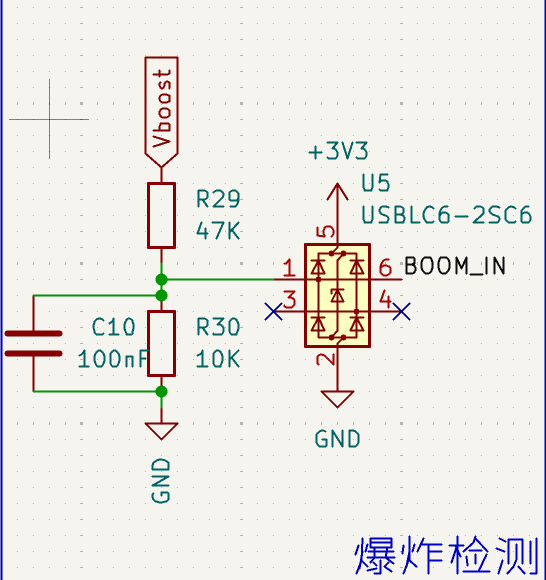 Vboost
R29
47K
+3V3
U5
USBLC6-2SC6
5
1
6
BOOM_IN
3
4
C10
100nF
R30
10K
2
GND
GND
爆炸检测